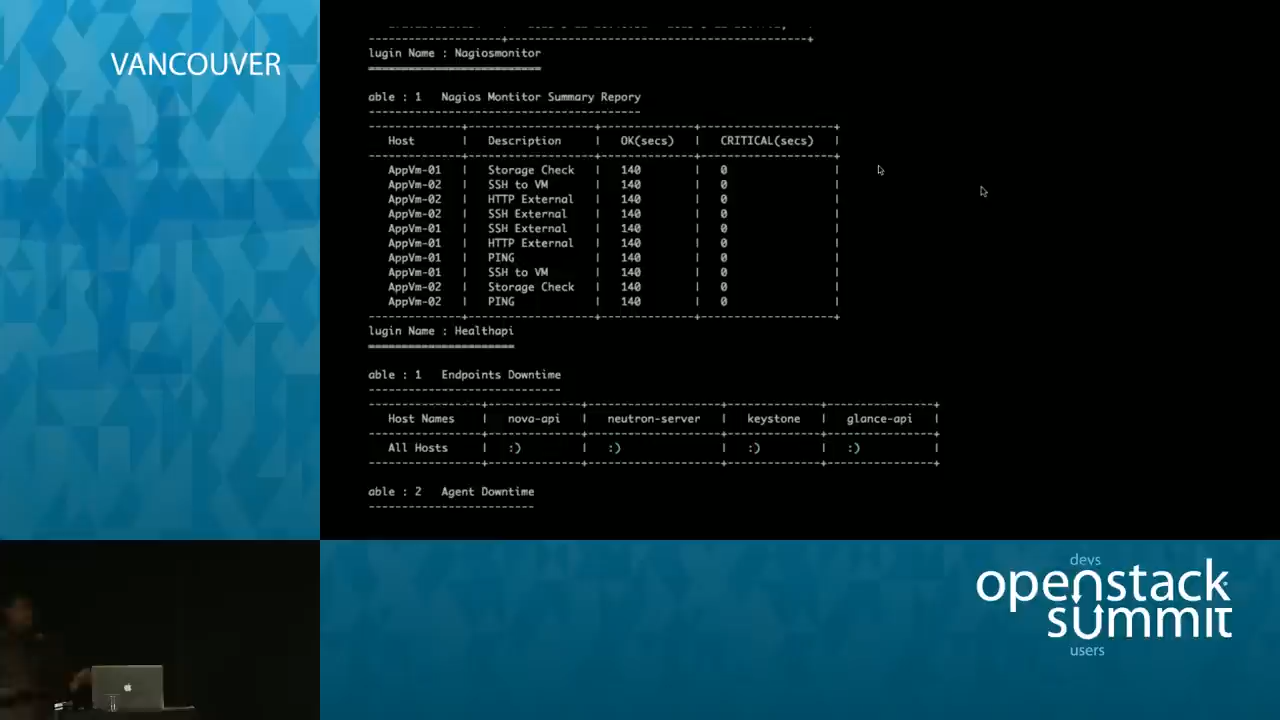 VANCOUVER
lugin Name : Nagiosmonitor
able : 1 Nagios Montitor Summary Repory
Host | Description | OK(secs) | CRITICAL(secs) |
AppVm-01 | Storage Check | 140 | 0 |
AppVm-02 | SSH to VM | 140 | 0 |
AppVm-02 | HTTP External | 140 | 0 |
AppVm-02 | SSH External | 140 | 0 |
AppVm-01 | SSH External | 140 | 0 |
AppVm-01 | HTTP External | 140 | 0 |
AppVm-01 | PING | 140 | 0 |
AppVm-01 | SSH to VM | 140 | 0 |
AppVm-02 | Storage Check | 140 | 0 |
AppVm-02 | PING | 140 | 0 |
lugin Name : Healthapi
able : 1 Endpoints Downtime
Host Names | nova-api | neutron-server | keystone | glance-api |
All Hosts | :) | :) | :) | :) |
able : 2 Agent Downtime
devs
openstack
summit
users